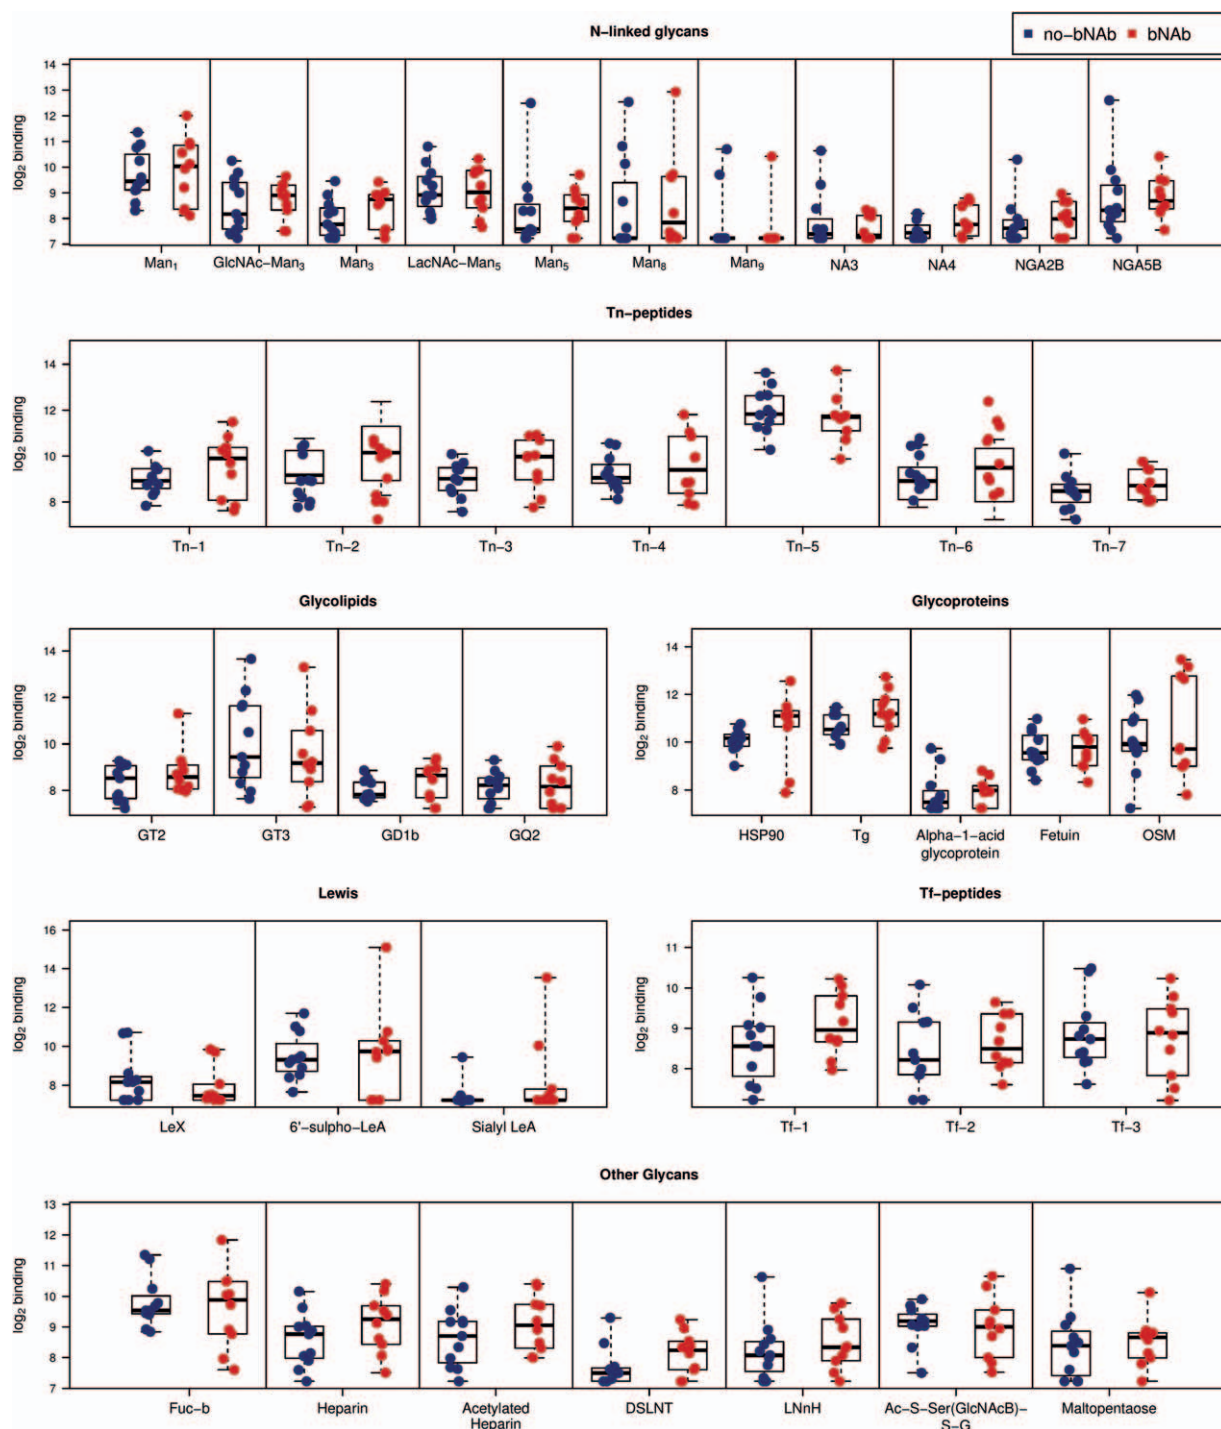 N-linked glycans
no-bNAb bNAb
14
13
12
11
10
9
8
7
log2 binding
Man1 GlcNAc-Man3 Man3 LacNAc-Man5 Man5 Man8 Man9 NA3 NA4 NGA2B NGA5B
Tn-peptides
14
12
10
8
log2 binding
Tn-1 Tn-2 Tn-3 Tn-4 Tn-5 Tn-6 Tn-7
Glycolipids
14
12
10
8
log2 binding
GT2 GT3 GD1b GQ2
Glycoproteins
14
12
10
8
log2 binding
HSP90 Tg Alpha-1-acid Fetuin OSM
glycoprotein
Lewis
16
14
12
10
8
log2 binding
LeX 6'-sulpho-LeA Sialyl LeA
Tf-peptides
11
10
9
8
log2 binding
Tf-1 Tf-2 Tf-3
Other Glycans
13
12
11
10
9
8
7
log2 binding
Fuc-b Heparin Acetylated DSLNT LNnH Ac-S-Ser(GlcNAcB)- Maltopentaose
Heparin S-G